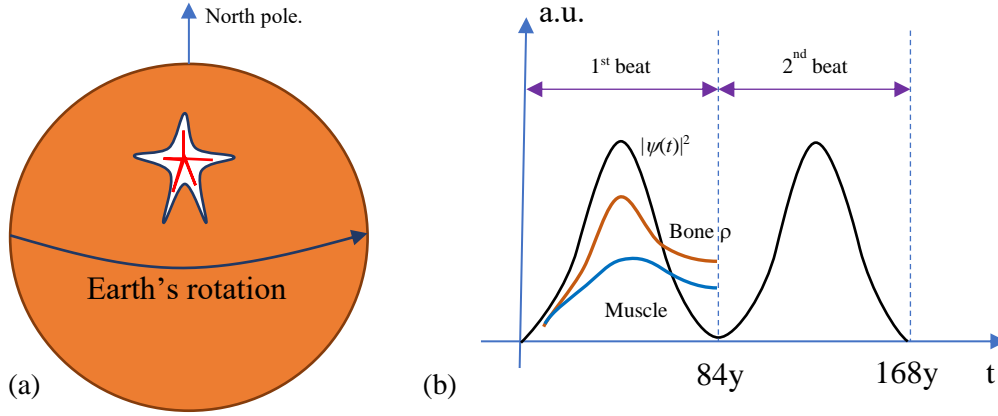 North pole.
Earth's rotation
(a)
a.u.
1st beat
2nd beat
|ψ(t)|2
Bone ρ
Muscle
84y
168y
t
(b)